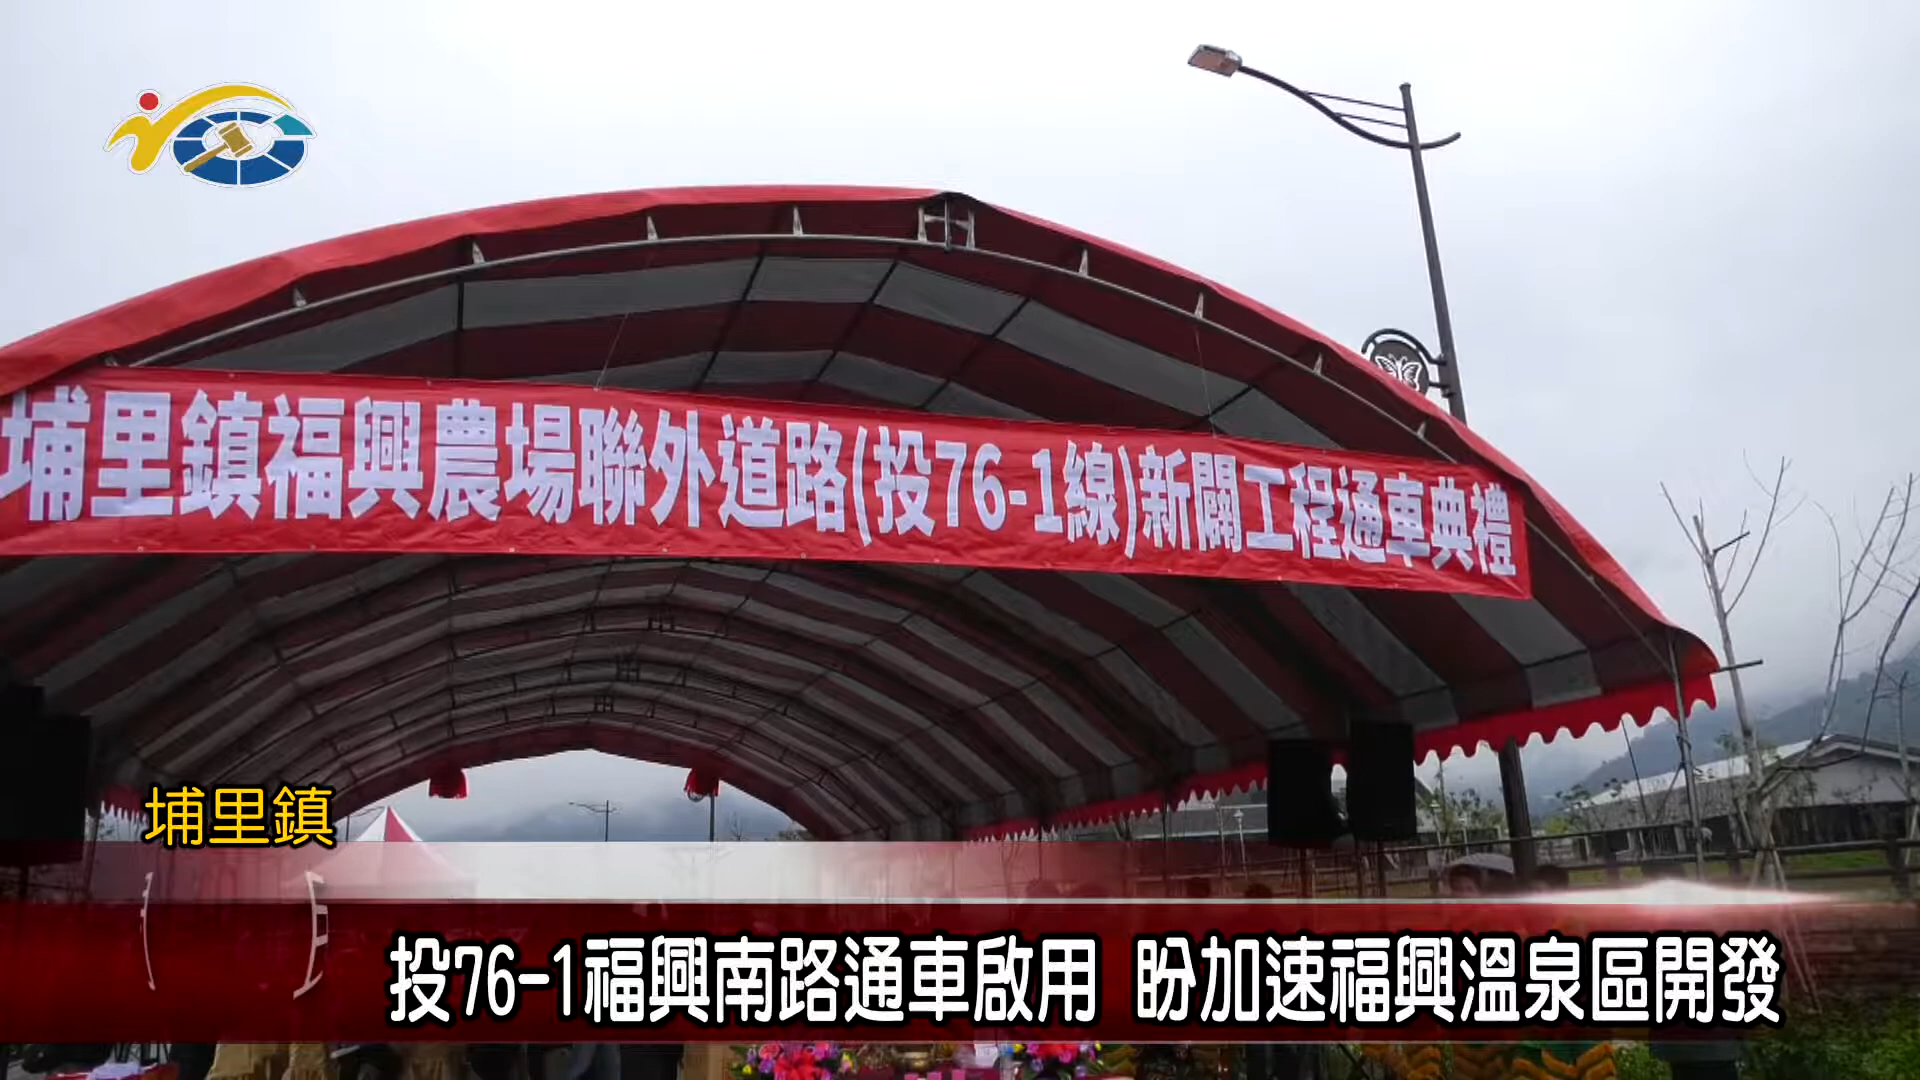 埔里鎮福興農場聯外道路(投76-1線)新闢工程通車典禮
埔里鎮
投76-1福興南路通車啟用 盼加速福興溫泉區開發